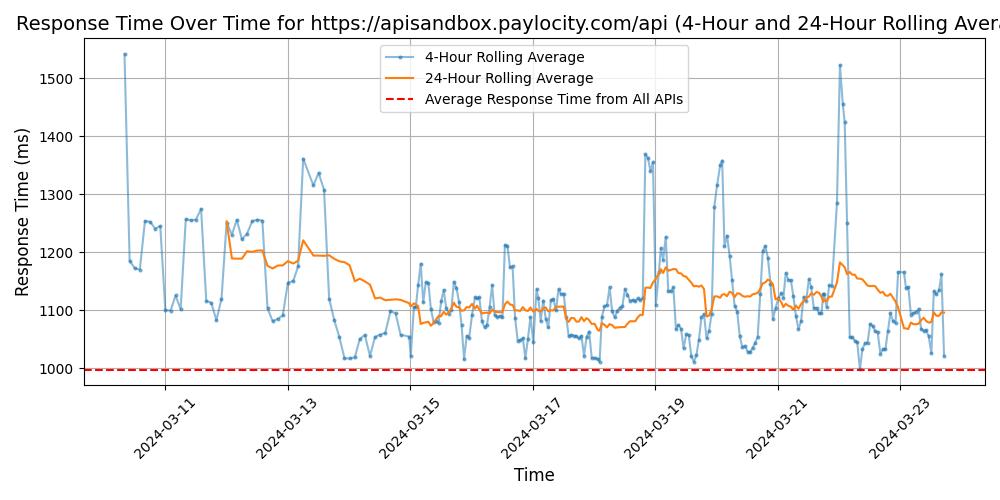 Response Time Over Time for https://apisandbox.paylocity.com/api (4-Hour and 24-Hour Rolling Avera
4-Hour Rolling Average
24-Hour Rolling Average
Average Response Time from All APIs
Response Time (ms)
1500
1400
1300
1200
1100
1000
2024-03-11
2024-03-13
2024-03-15
2024-03-17
2024-03-19
2024-03-21
2024-03-23
Time